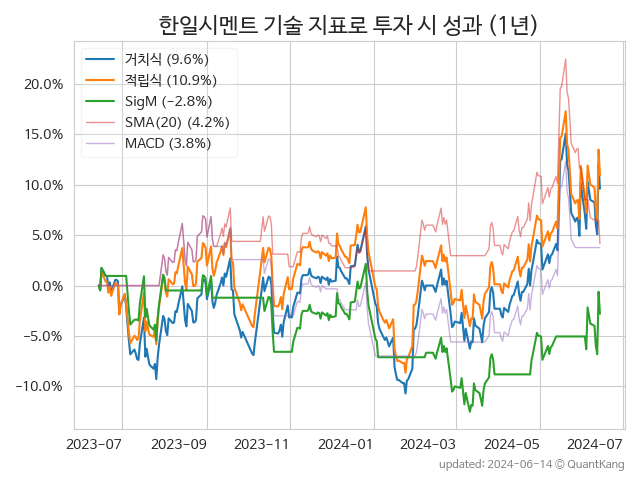 한일시멘트 기술 지표로 투자 시 성과 (1년)
거치식 (9.6%)
적립식 (10.9%)
SigM (−2.8%)
SMA(20) (4.2%)
MACD (3.8%)
20.0%
15.0%
10.0%
5.0%
0.0%
−5.0%
−10.0%
2023-07 2023-09 2023-11 2024-01 2024-03 2024-05 2024-07
updated: 2024-06-14 © QuantKang